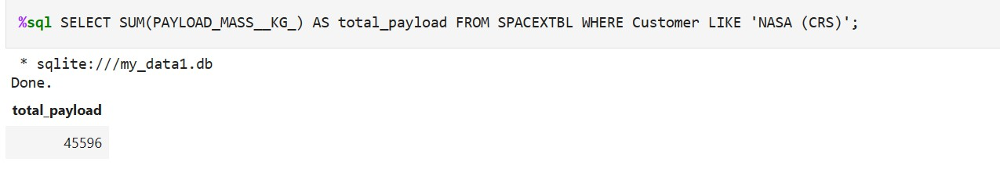 %sql SELECT SUM(PAYLOAD_MASS__KG_) AS total_payload FROM SPACEXTBL WHERE Customer LIKE 'NASA (CRS)';
* sqlite:///my_data1.db
Done.
total_payload
45596